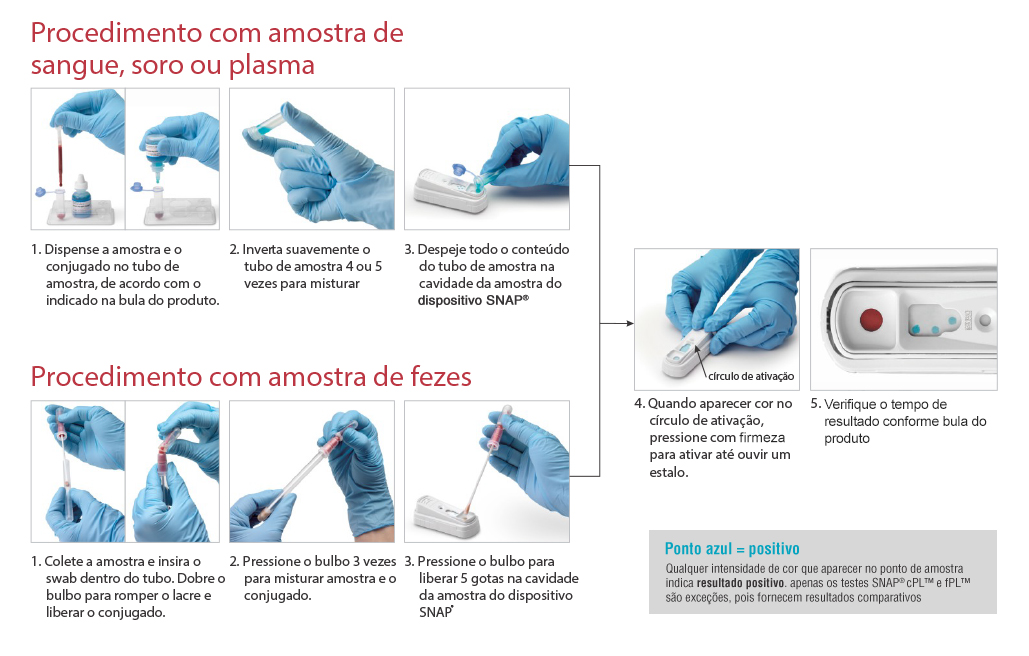 Procedimento com amostra de
sangue, soro ou plasma
1. Dispense a amostra e o
conjugado no tubo de
amostra, de acordo com o
indicado na bula do produto.
2. Inverta suavemente o
tubo de amostra 4 ou 5
vezes para misturar
3. Despeje todo o conteúdo
do tubo de amostra na
cavidade da amostra do
dispositivo SNAP®
Procedimento com amostra de fezes
1. Colete a amostra e insira o
swab dentro do tubo. Dobre o
bulbo para romper o lacre e
liberar o conjugado.
2. Pressione o bulbo 3 vezes
para misturar amostra e o
conjugado.
3. Pressione o bulbo para
liberar 5 gotas na cavidade
da amostra do dispositivo
SNAP
círculo de ativação
4. Quando aparecer cor no
círculo de ativação,
pressione com firmeza
para ativar até ouvir um
estalo.
5. Verifique o tempo de
resultado conforme bula do
produto
Ponto azul = positivo
Qualquer intensidade de cor que aparecer no ponto de amostra
indica resultado positivo. apenas os testes SNAP® cPL™ e fPL™
são exceções, pois fornecem resultados comparativos